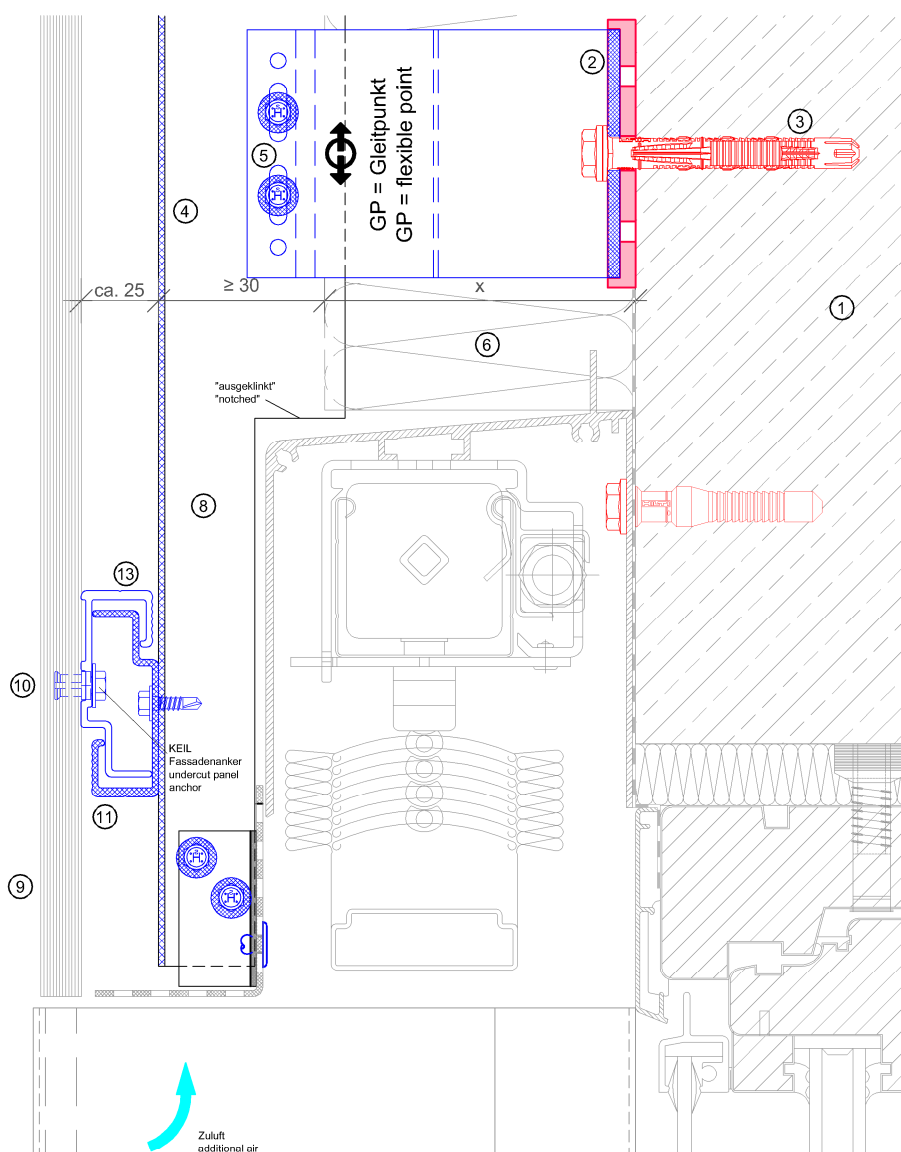 2
3
GP = Gleitpunkt
GP = flexible point
5
4
ca. 25
≥ 30
x
1
6
"ausgeklinkt"
"notched"
8
13
10
KEIL
Fassadenanker
undercut panel
anchor
11
9
Zuluft
additional air